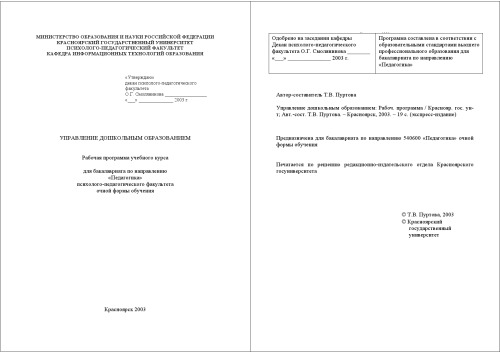 МИНИСТЕРСТВО ОБРАЗОВАНИЯ И НАУКИ РОССИЙСКОЙ ФЕДЕРАЦИИ
КРАСНОЯРСКИЙ ГОСУДАРСТВЕННЫЙ УНИВЕРСИТЕТ
ПСИХОЛОГО-ПЕДАГОГИЧЕСКИЙ ФАКУЛЬТЕТ
КАФЕДРА ИНФОРМАЦИОННЫХ ТЕХНОЛОГИЙ ОБРАЗОВАНИЯ
«Утверждаю»
декан психолого-педагогического
факультета
О.Г. Смолянинова ________________
«___» ______________ 2003 г.
УПРАВЛЕНИЕ ДОШКОЛЬНЫМ ОБРАЗОВАНИЕМ
Рабочая программа учебного курса
для бакалавриата по направлению
«Педагогика»
психолого-педагогического факультета
очной формы обучения
Красноярск 2003
Одобрено на заседании кафедры
Декан психолого-педагогического
факультета О.Г. Смолянинова _________
«___» ________________ 2003 г.
Программа составлена в соответствии с
образовательными стандартами высшего
профессионального образования для
бакалавриата по направлению
«Педагогика»
Автор-составитель Т.В. Пуртова
Управление дошкольным образованием: Рабоч. программа / Краснояр. гос. ун-
т; Авт.-сост. Т.В. Пуртова. – Красноярск, 2003. – 19 с. (экспресс-издание)
Предназначена для бакалавриата по направлению 540600 «Педагогика» очной
формы обучения
Печатается по решению редакционно-издательского отдела Красноярского
госуниверситета
© Т.В. Пуртова, 2003
© Красноярский
государственный
университет